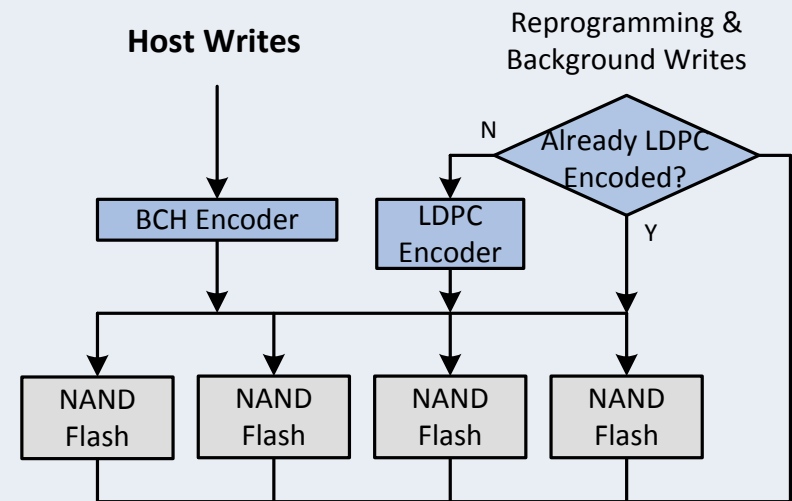 Host Writes
Reprogramming &
Background Writes
N
Already LDPC
Encoded?
BCH Encoder
LDPC
Encoder
Y
NAND
Flash
NAND
Flash
NAND
Flash
NAND
Flash